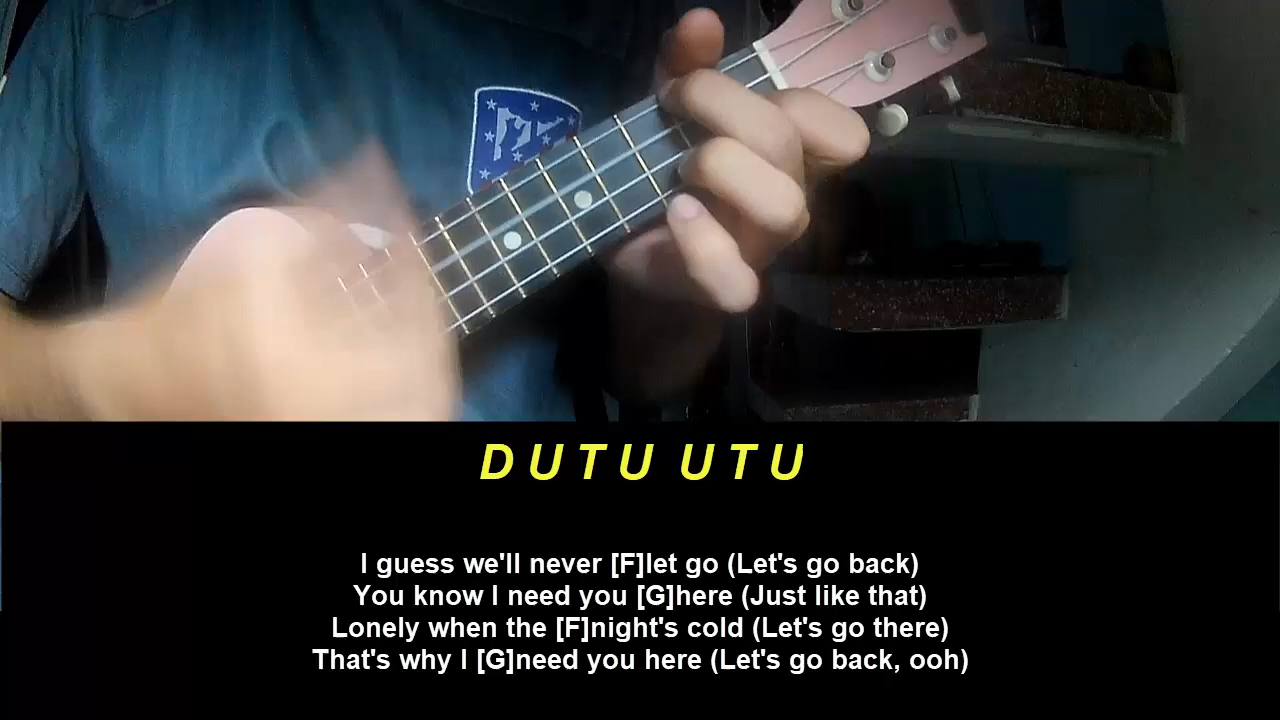 D U T U U T U
I guess we'll never [F]let go (Let's go back)
You know I need you [G]here (Just like that)
Lonely when the [F]night's cold (Let's go there)
That's why I [G]need you here (Let's go back, ooh)